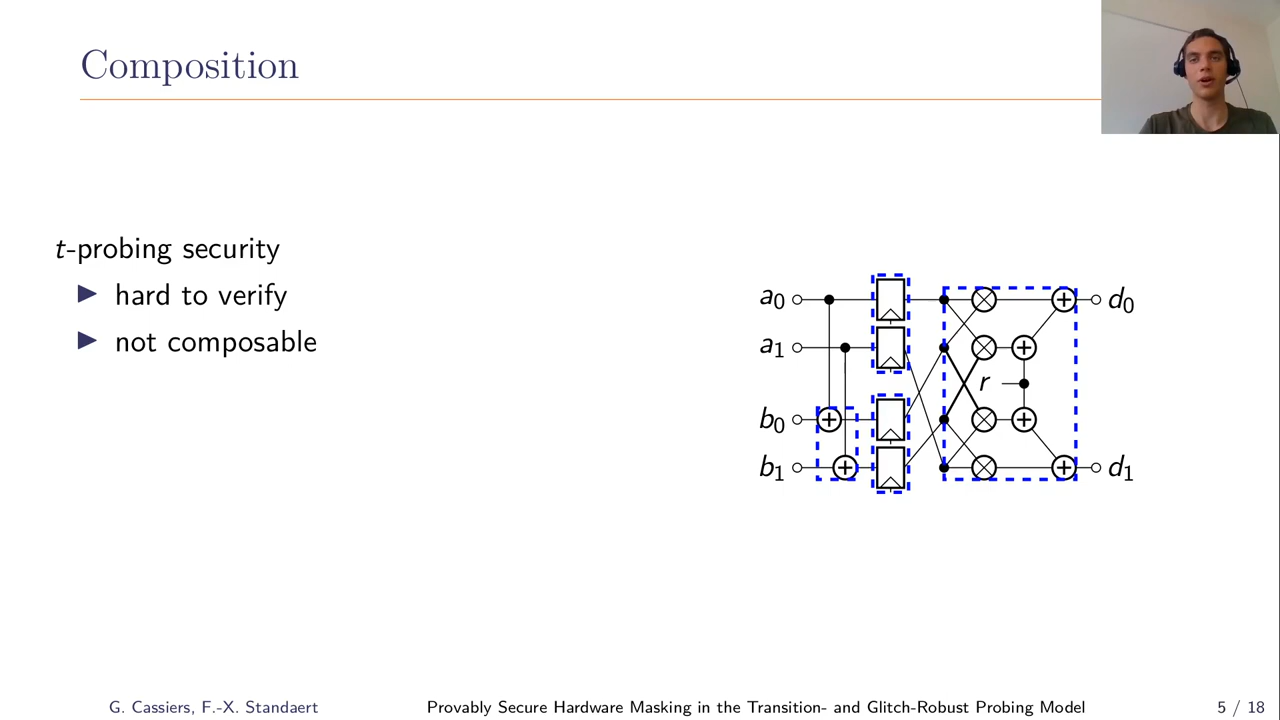 Composition
t-probing security
▶ hard to verify
▶ not composable
a0
a1
b0
b1
r
d0
d1
G. Cassiers, F.-X. Standaert
Provably Secure Hardware Masking in the Transition- and Glitch-Robust Probing Model
5 / 18